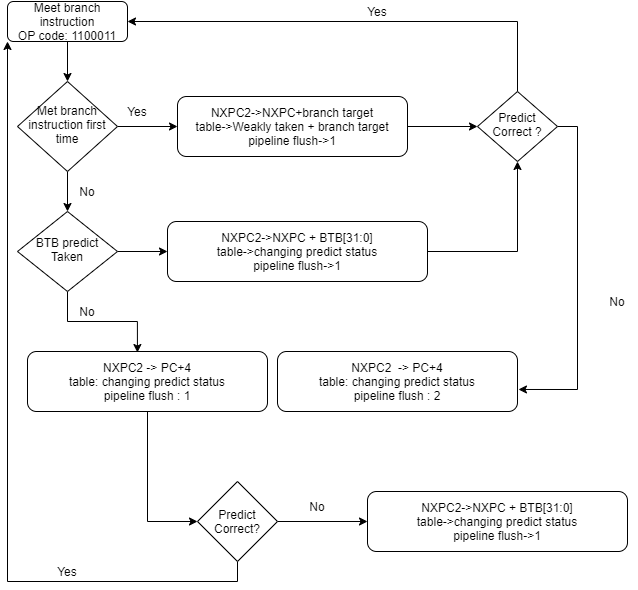 Meet branch
instruction
OP code: 1100011
Yes
Met branch
instruction first
time
Yes
NXPC2->NXPC+branch target
table->Weakly taken + branch target
pipeline flush->1
Predict
Correct ?
No
BTB predict
Taken
NXPC2->NXPC + BTB[31:0]
table->changing predict status
pipeline flush->1
No
No
NXPC2 -> PC+4
table: changing predict status
pipeline flush : 1
NXPC2 -> PC+4
table: changing predict status
pipeline flush : 2
Predict
Correct?
No
NXPC2->NXPC + BTB[31:0]
table->changing predict status
pipeline flush->1
Yes